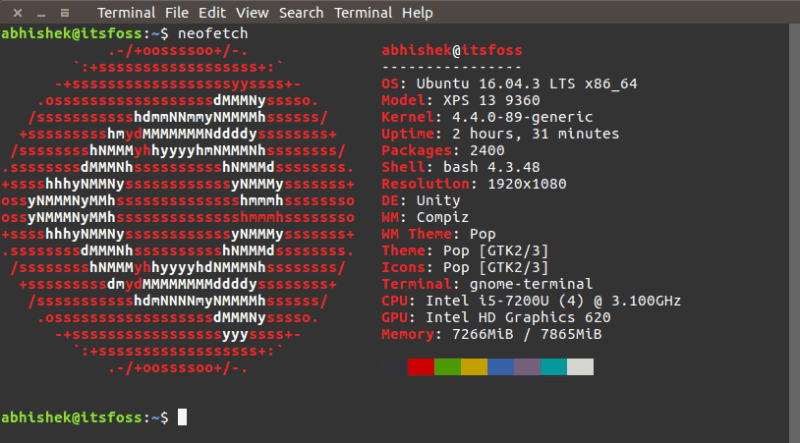 Terminal File Edit View Search Terminal Help
abhishek@itsfoss:~$ neofetch
.-/+oossssoo+/-.
`:+ssssssssssssssssss+:`
-+ssssssssssssssssssyyssss+-
.ossssssssssssssssssdMMMNysssso.
/ssssssssssshdmmNNmmyNMMMMhssssss/
+ssssssssshmydMMMMMMMNddddyssssssss+
/sssssssshNMMMyhhyyyyhmNMMMNhssssssss/
.ssssssssdMMMNhsssssssssshNMMMdssssssss.
+sssshhhyNMMNyssssssssssssyNMMMysssssss+
ossyNMMMNyMMhsssssssssssssshmmmhssssssso
ossyNMMMNyMMhsssssssssssssshmmmhssssssso
+sssshhhyNMMNyssssssssssssyNMMMysssssss+
.ssssssssdMMMNhsssssssssshNMMMdssssssss.
/sssssssshNMMMyhhyyyyhdNMMMNhssssssss/
+sssssssssdmydMMMMMMMMddddyssssssss+
/ssssssssssshdmNNNNmyNMMMMhssssss/
.ossssssssssssssssssdMMMNysssso.
-+sssssssssssssssssyyyssss+-
`:+ssssssssssssssssss+:`
.-/+oossssoo+/-.
abhishek@itsfoss
----------------
OS: Ubuntu 16.04.3 LTS x86_64
Model: XPS 13 9360
Kernel: 4.4.0-89-generic
Uptime: 2 hours, 31 minutes
Packages: 2400
Shell: bash 4.3.48
Resolution: 1920x1080
DE: Unity
WM: Compiz
WM Theme: Pop
Theme: Pop [GTK2/3]
Icons: Pop [GTK2/3]
Terminal: gnome-terminal
CPU: Intel i5-7200U (4) @ 3.100GHz
GPU: Intel HD Graphics 620
Memory: 7266MiB / 7865MiB
abhishek@itsfoss:~$